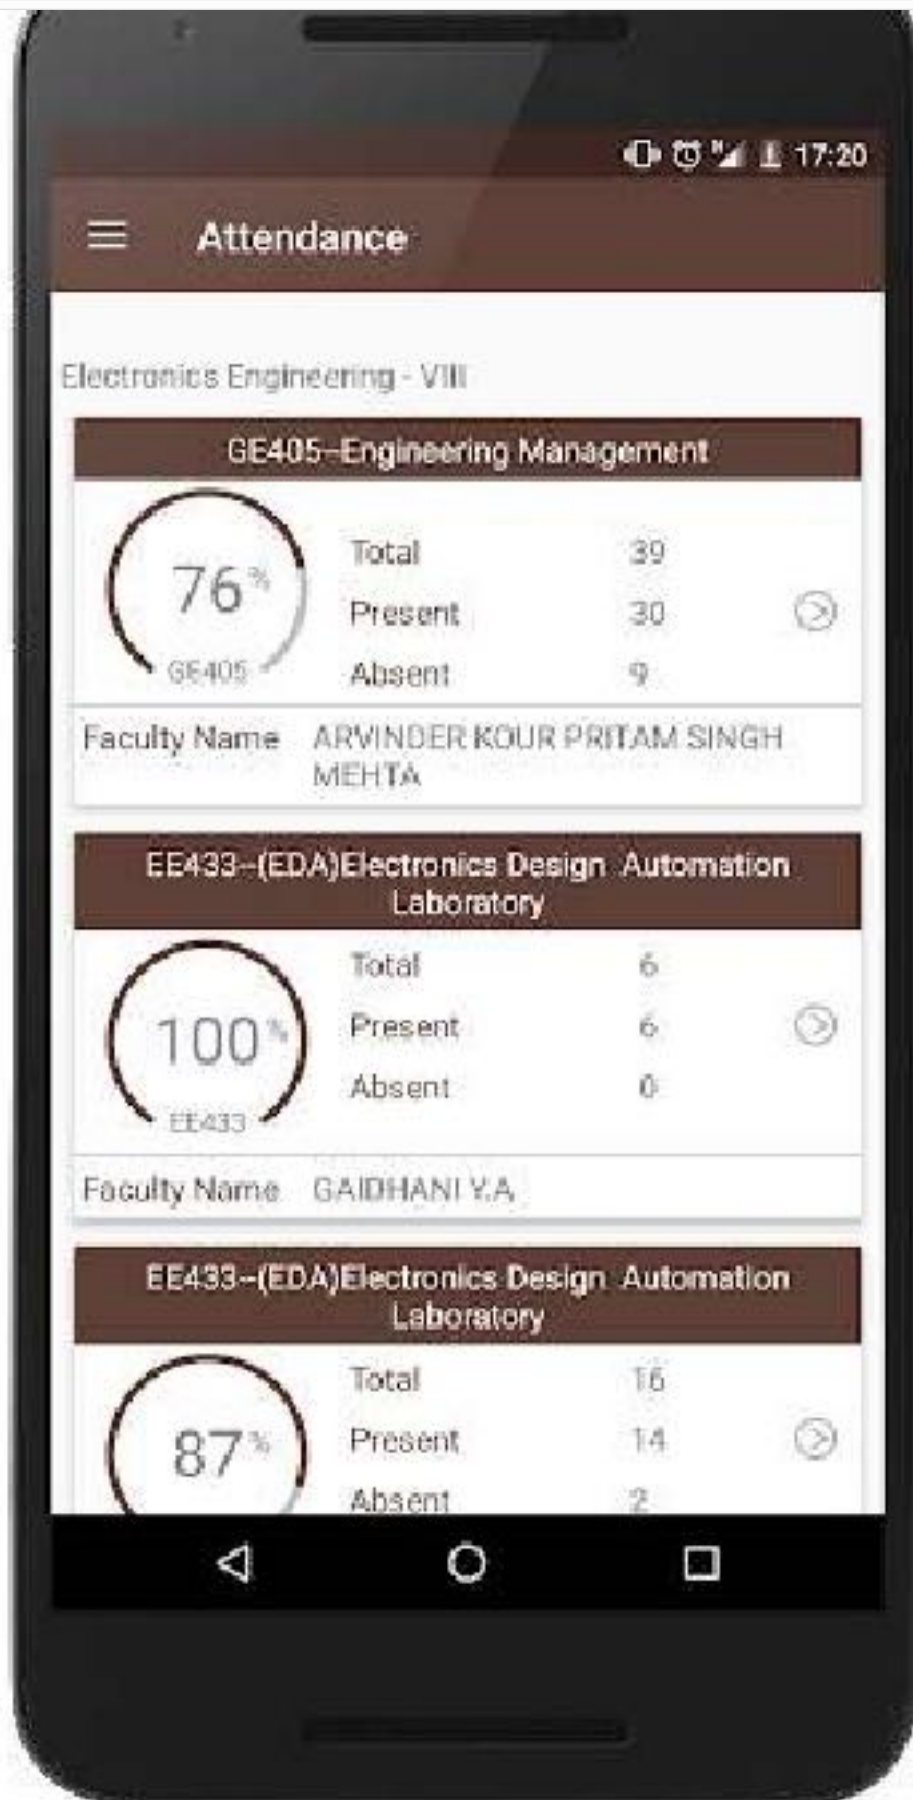 17:20
Attendance
Electronics Engineering - VIII
GE405--Engineering Management
76%
GE405
Total 39
Present 30
Absent 9
Faculty Name ARVINDER KOUR PRITAM SINGH
MEHTA
EE433--(EDA)Electronics Design Automation
Laboratory
100%
EE433
Total 6
Present 6
Absent 0
Faculty Name GAIDHANI Y.A.
EE433--(EDA)Electronics Design Automation
Laboratory
87%
Total 16
Present 14
Absent 2